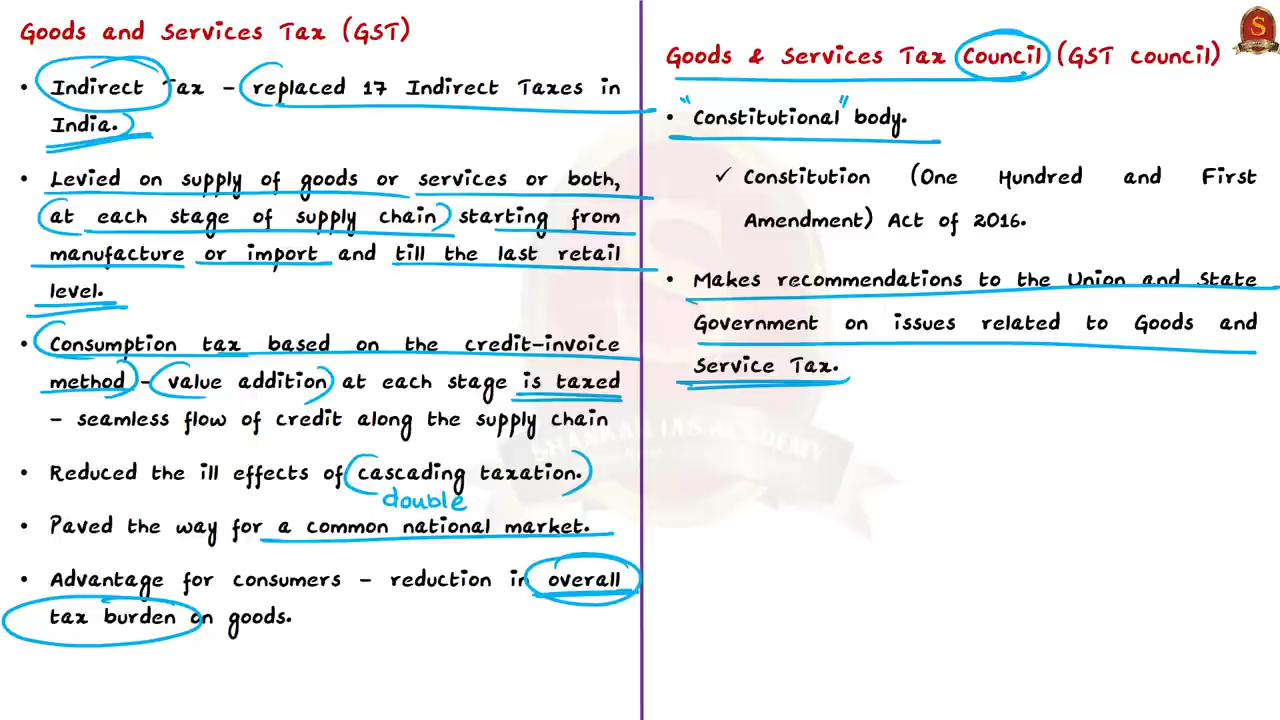 Goods and Services Tax (GST)
• Indirect Tax – replaced 17 Indirect Taxes in
India.
• Levied on supply of goods or services or both,
at each stage of supply chain starting from
manufacture or import and till the last retail
level.
• Consumption tax based on the credit-invoice
method – value addition at each stage is taxed
– seamless flow of credit along the supply chain
• Reduced the ill effects of cascading taxation.
double
• Paved the way for a common national market.
• Advantage for consumers – reduction in overall
tax burden on goods.
Goods & Services Tax Council (GST council)
• "Constitutional" body.
✓ Constitution (One Hundred and First
Amendment) Act of 2016.
• Makes recommendations to the Union and State
Government on issues related to Goods and
Service Tax.
S
SHANKAR IAS ACADEMY